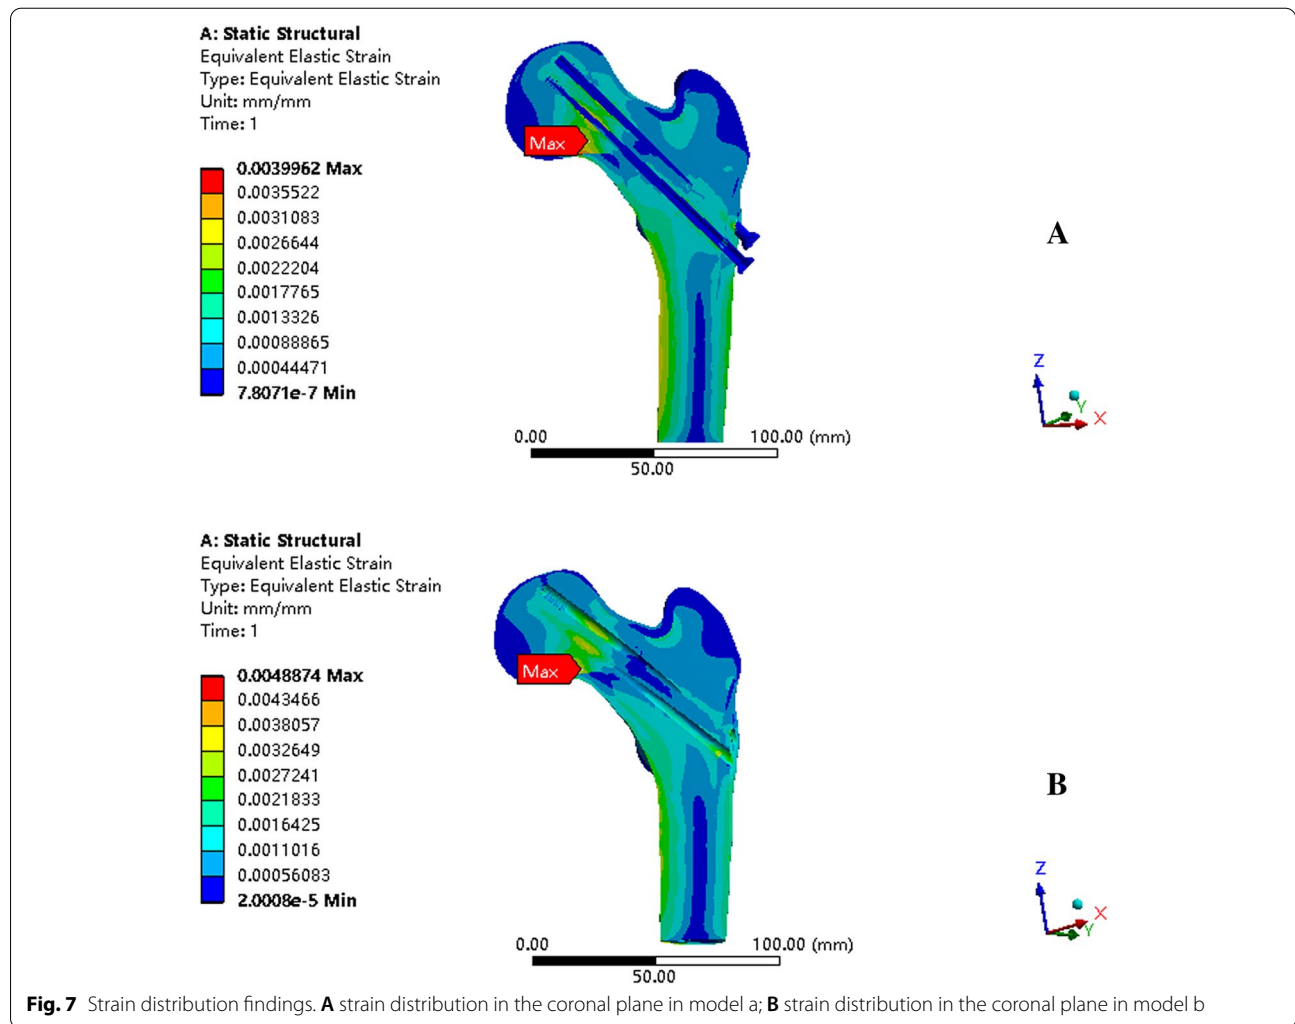 A: Static Structural
Equivalent Elastic Strain
Type: Equivalent Elastic Strain
Unit: mm/mm
Time: 1
0.0039962 Max
0.0035522
0.0031083
0.0026644
0.0022204
0.0017765
0.0013326
0.00088865
0.00044471
7.8071e-7 Min
Max
A
Z
Y
X
0.00
100.00 (mm)
50.00
A: Static Structural
Equivalent Elastic Strain
Type: Equivalent Elastic Strain
Unit: mm/mm
Time: 1
0.0048874 Max
0.0043466
0.0038057
0.0032649
0.0027241
0.0021833
0.0016425
0.0011016
0.00056083
2.0008e-5 Min
Max
B
Z
X
Y
0.00
100.00 (mm)
50.00
Fig. 7 Strain distribution findings. A strain distribution in the coronal plane in model a; B strain distribution in the coronal plane in model b